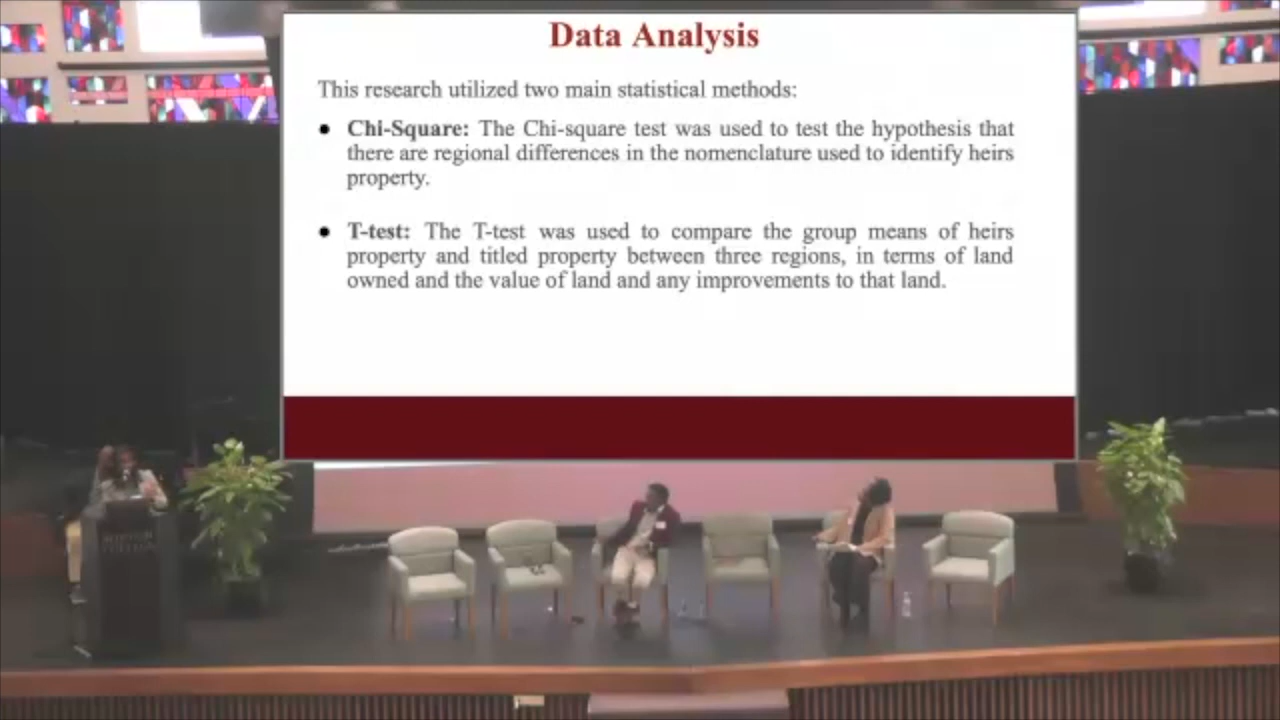 Data Analysis
This research utilized two main statistical methods:
● Chi-Square: The Chi-square test was used to test the hypothesis that
there are regional differences in the nomenclature used to identify heirs
property.
● T-test: The T-test was used to compare the group means of heirs
property and titled property between three regions, in terms of land
owned and the value of land and any improvements to that land.